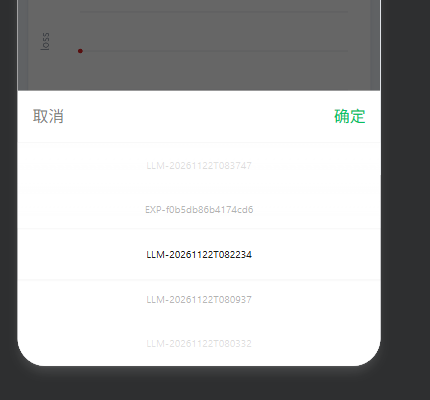 loss
取消
确定
LLM-20261122T083747
EXP-f0b5db86b4174cd6
LLM-20261122T082234
LLM-20261122T080937
LLM-20261122T080332